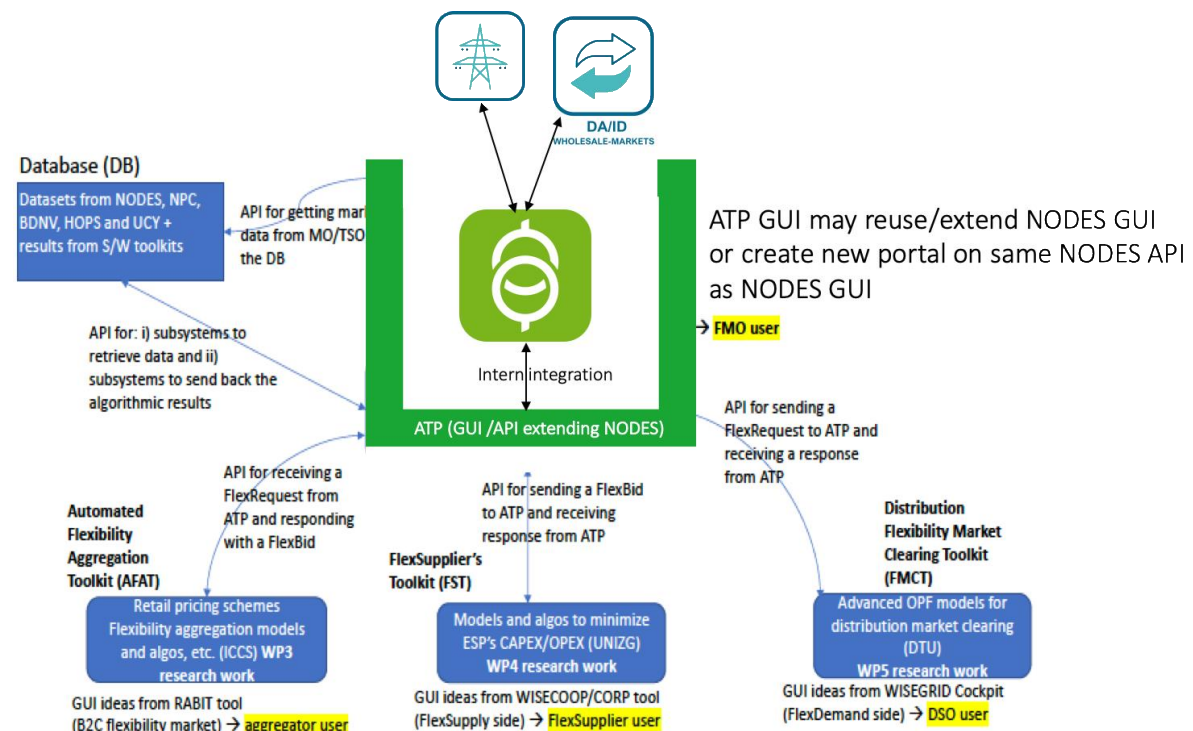 DA/ID
WHOLESALE-MARKETS
Database (DB)
Datasets from NODES, NPC,
BDNV, HOPS and UCY +
results from S/W toolkits
API for getting mar
data from MO/TSO
the DB
ATP GUI may reuse/extend NODES GUI
or create new portal on same NODES API
as NODES GUI
→ FMO user
API for: i) subsystems to
retrieve data and ii)
subsystems to send back the
algorithmic results
Intern integration
ATP (GUI /API extending NODES)
API for sending a
FlexRequest to ATP and
receiving a response
from ATP
API for receiving a
FlexRequest from
ATP and responding
with a FlexBid
API for sending a FlexBid
to ATP and receiving
response from ATP
Automated
Flexibility
Aggregation
Toolkit (AFAT)
FlexSupplier's
Toolkit (FST)
Distribution
Flexibility Market
Clearing Toolkit
(FMCT)
Retail pricing schemes
Flexibility aggregation models
and algos, etc. (ICCS) WP3
research work
Models and algos to minimize
ESP's CAPEX/OPEX (UNIZG)
WP4 research work
Advanced OPF models for
distribution market clearing
(DTU)
WP5 research work
GUI ideas from RABIT tool
(B2C flexibility market) → aggregator user
GUI ideas from WISECOOP/CORP tool
(FlexSupply side) → FlexSupplier user
GUI ideas from WISEGRID Cockpit
(FlexDemand side) → DSO user